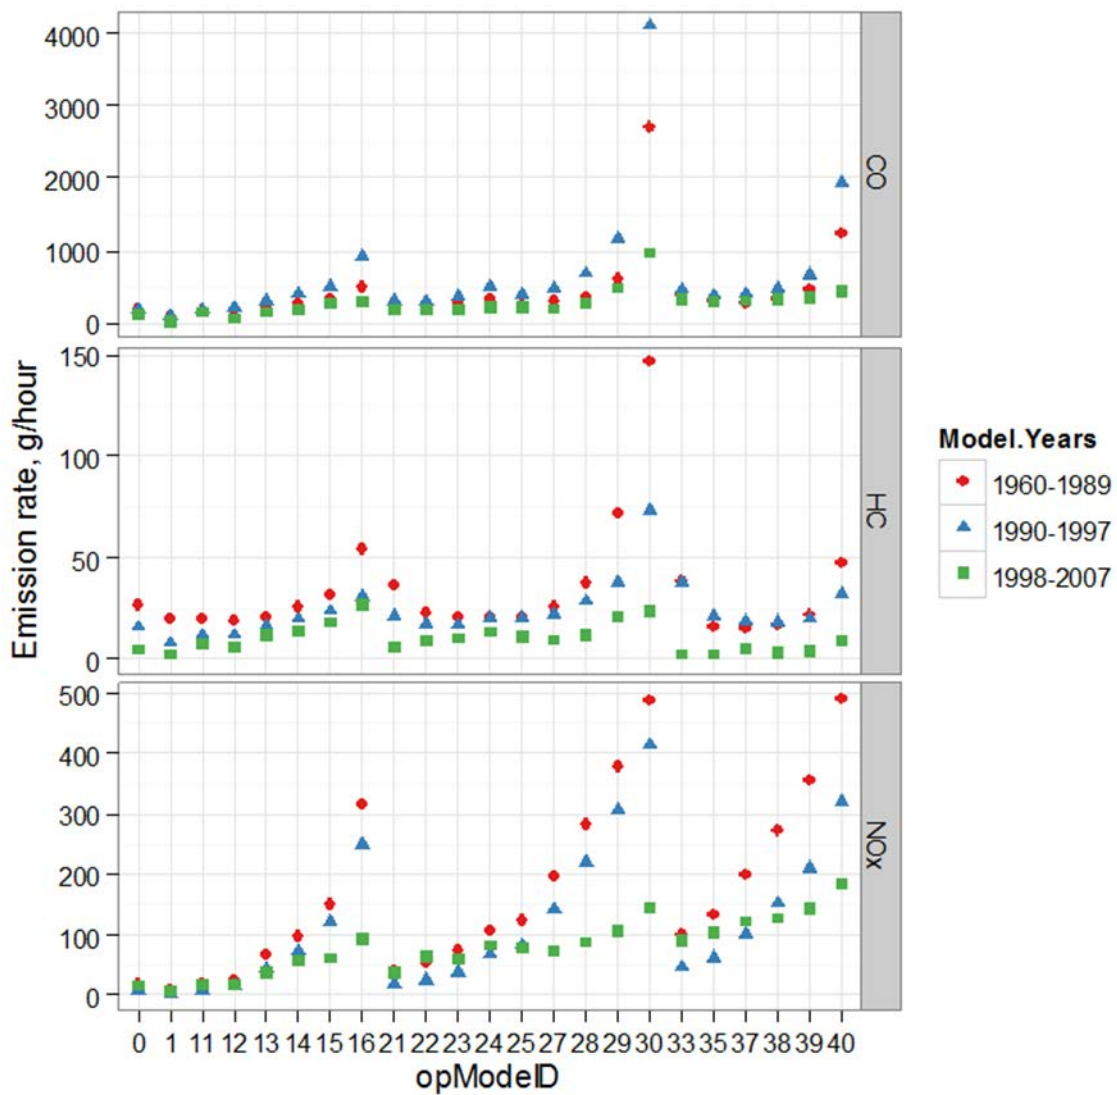 4000
3000
2000
1000
0
CO
150
100
50
0
HC
500
400
300
200
100
0
NOx
0 1 11 12 13 14 15 16 21 22 23 24 25 27 28 29 30 33 35 37 38 39 40
opModeID
Emission rate, g/hour
Model.Years
1960-1989
1990-1997
1998-2007